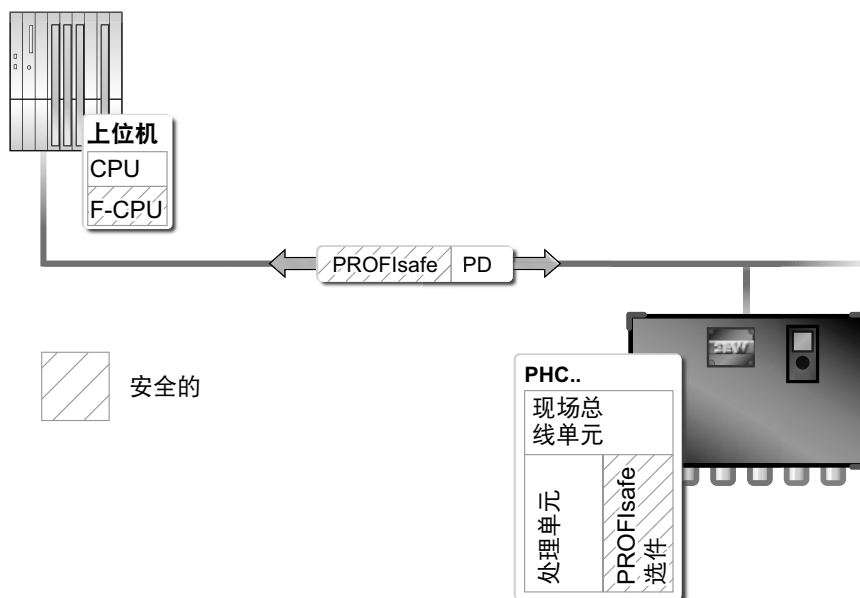 上位机
CPU
F-CPU
PROFIsafe PD
安全的
SEW
PHC..
现场总
线单元
处理单元
PROFIsafe
选件